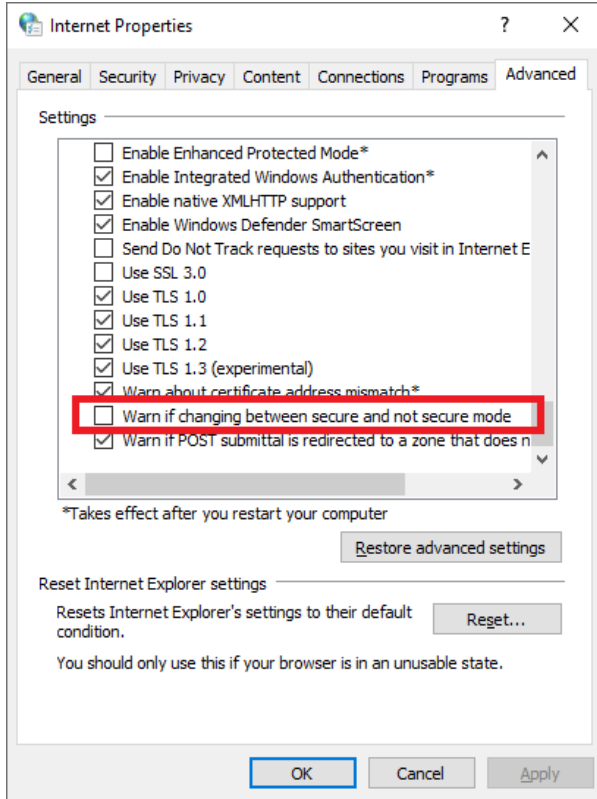 Internet Properties
? X
General Security Privacy Content Connections Programs Advanced
Settings
Enable Enhanced Protected Mode*
Enable Integrated Windows Authentication*
Enable native XMLHTTP support
Enable Windows Defender SmartScreen
Send Do Not Track requests to sites you visit in Internet E
Use SSL 3.0
Use TLS 1.0
Use TLS 1.1
Use TLS 1.2
Use TLS 1.3 (experimental)
Warn about certificate address mismatch*
Warn if changing between secure and not secure mode
Warn if POST submittal is redirected to a zone that does n
*Takes effect after you restart your computer
Restore advanced settings
Reset Internet Explorer settings
Resets Internet Explorer's settings to their default
condition.
Reset...
You should only use this if your browser is in an unusable state.
OK Cancel Apply